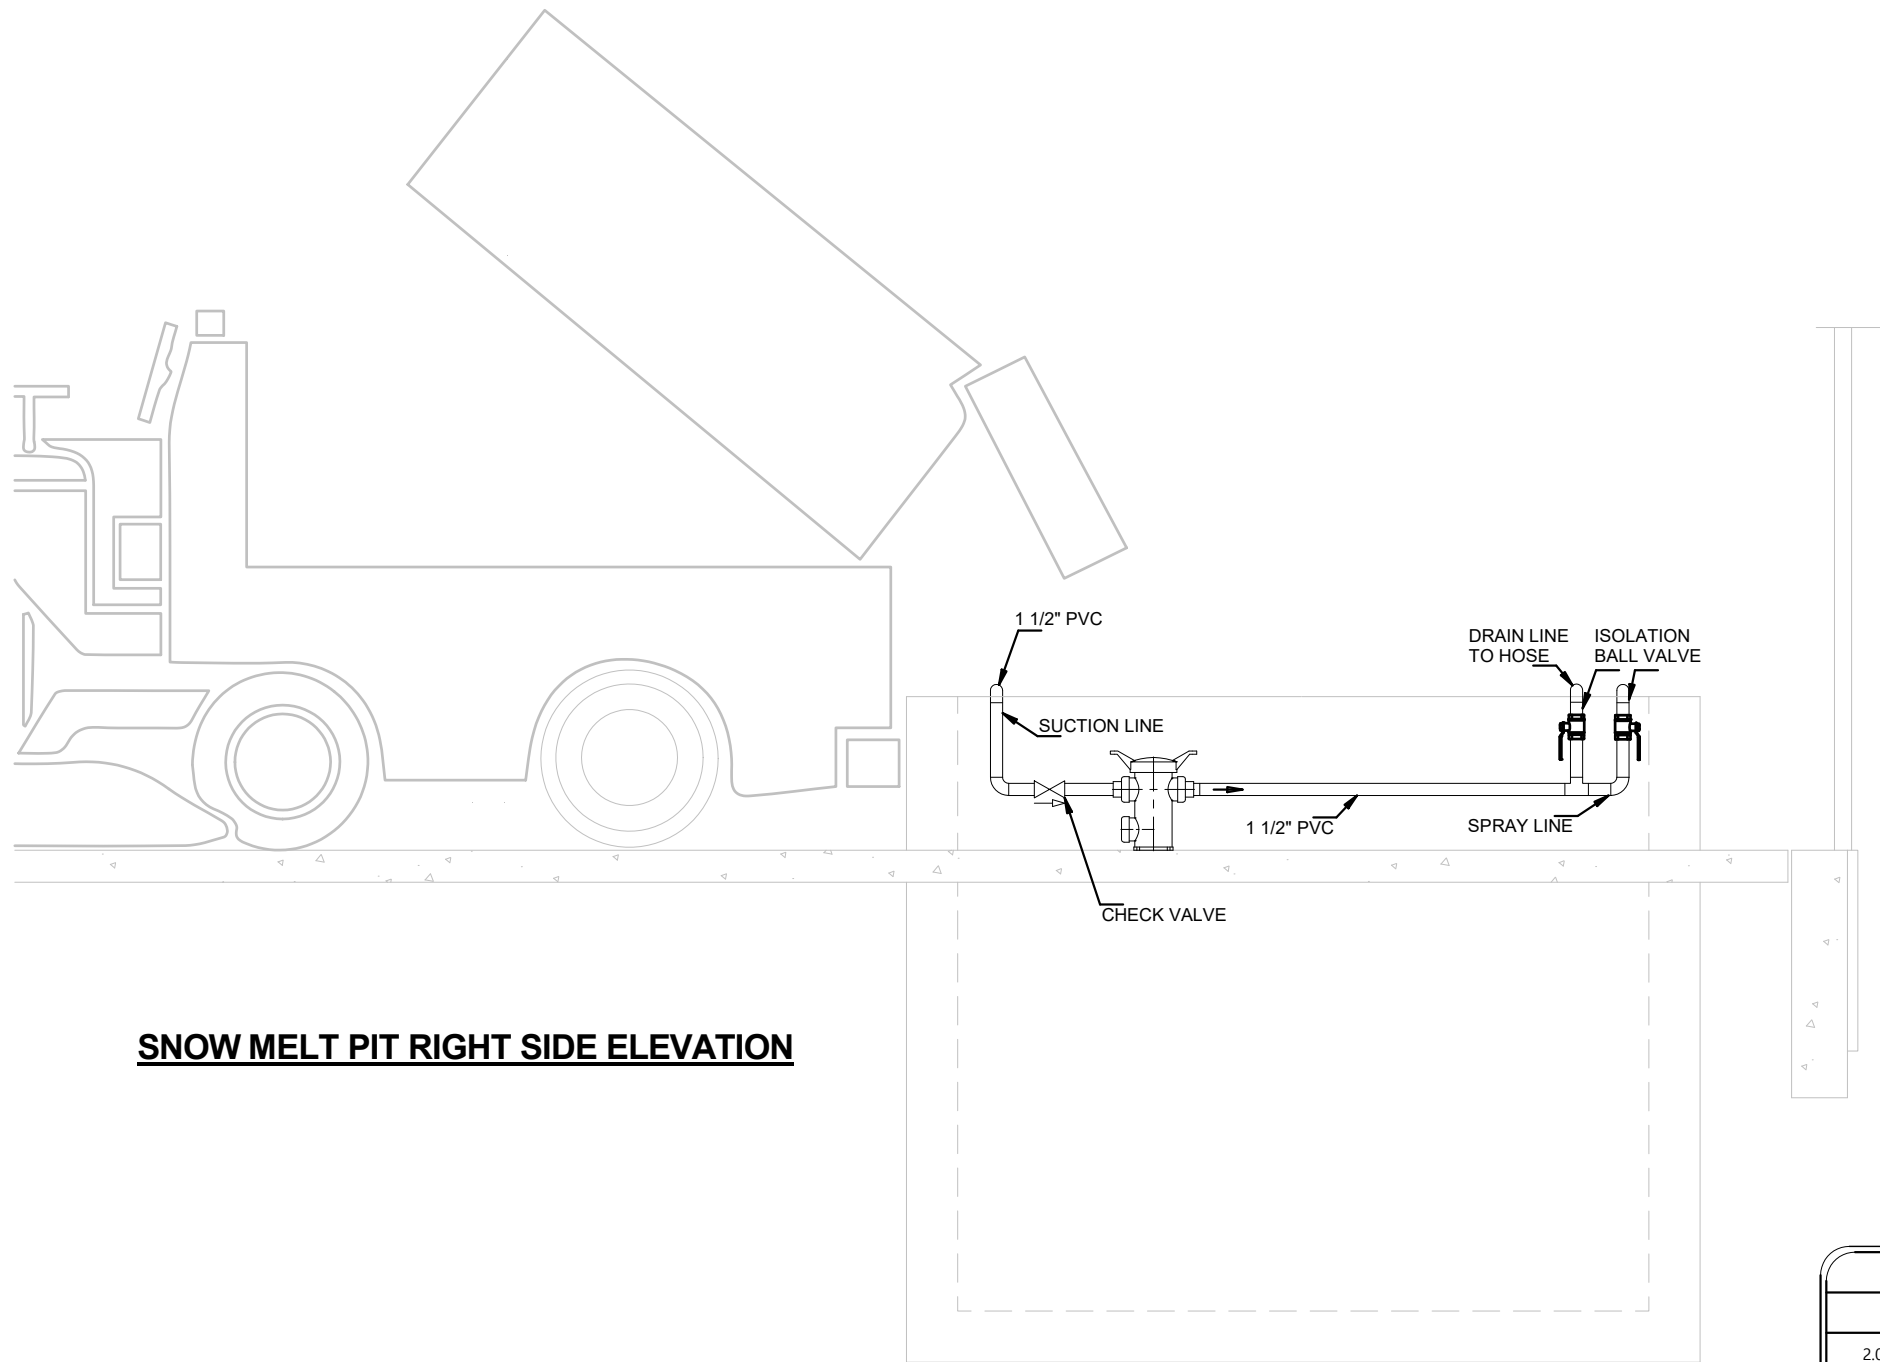 1 1/2" PVC
DRAIN LINE
TO HOSE
ISOLATION
BALL VALVE
SUCTION LINE
1 1/2" PVC
SPRAY LINE
CHECK VALVE
SNOW MELT PIT RIGHT SIDE ELEVATION